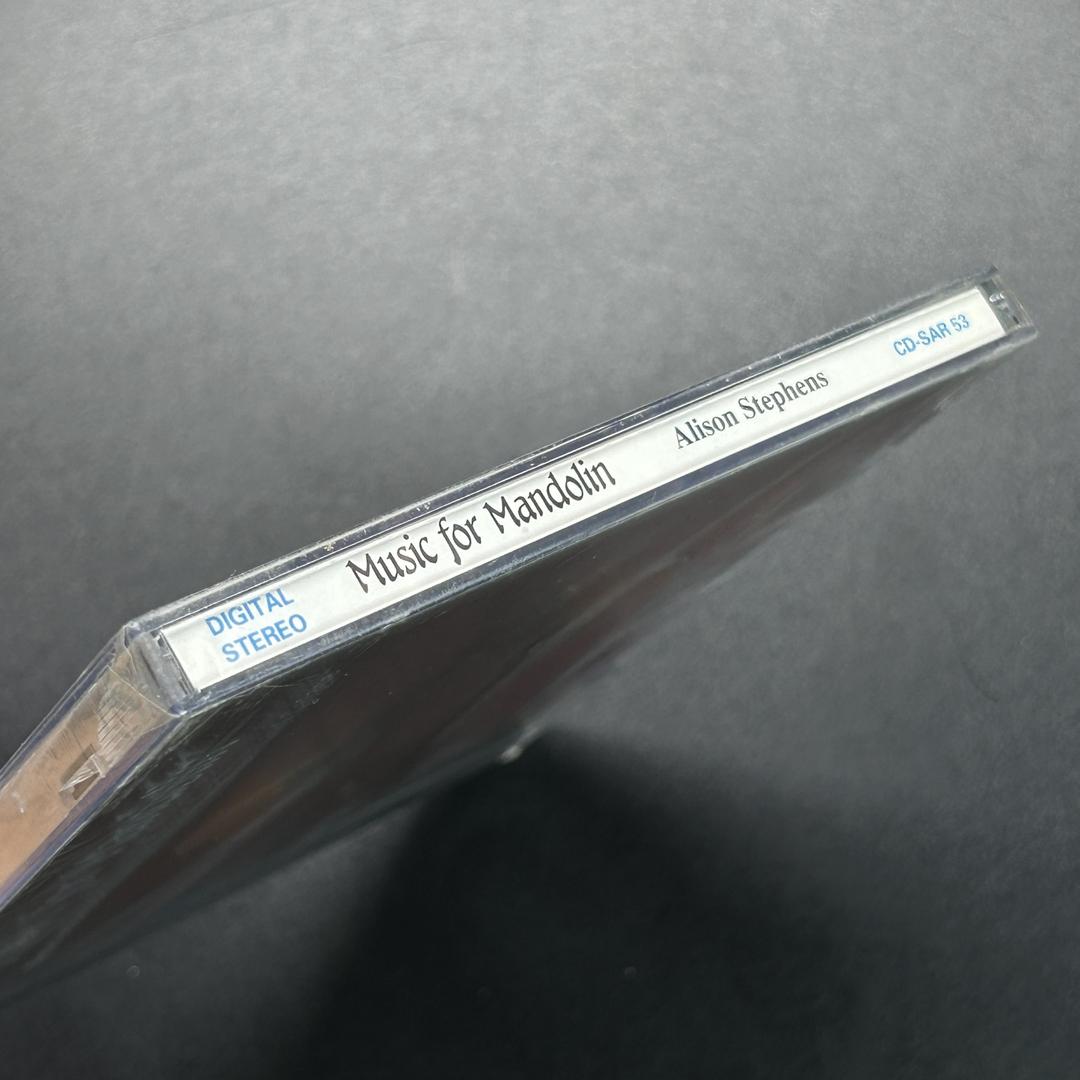 DIGITAL
STEREO
Music for Mandolin
Alison Stephens
CD-SAR 53